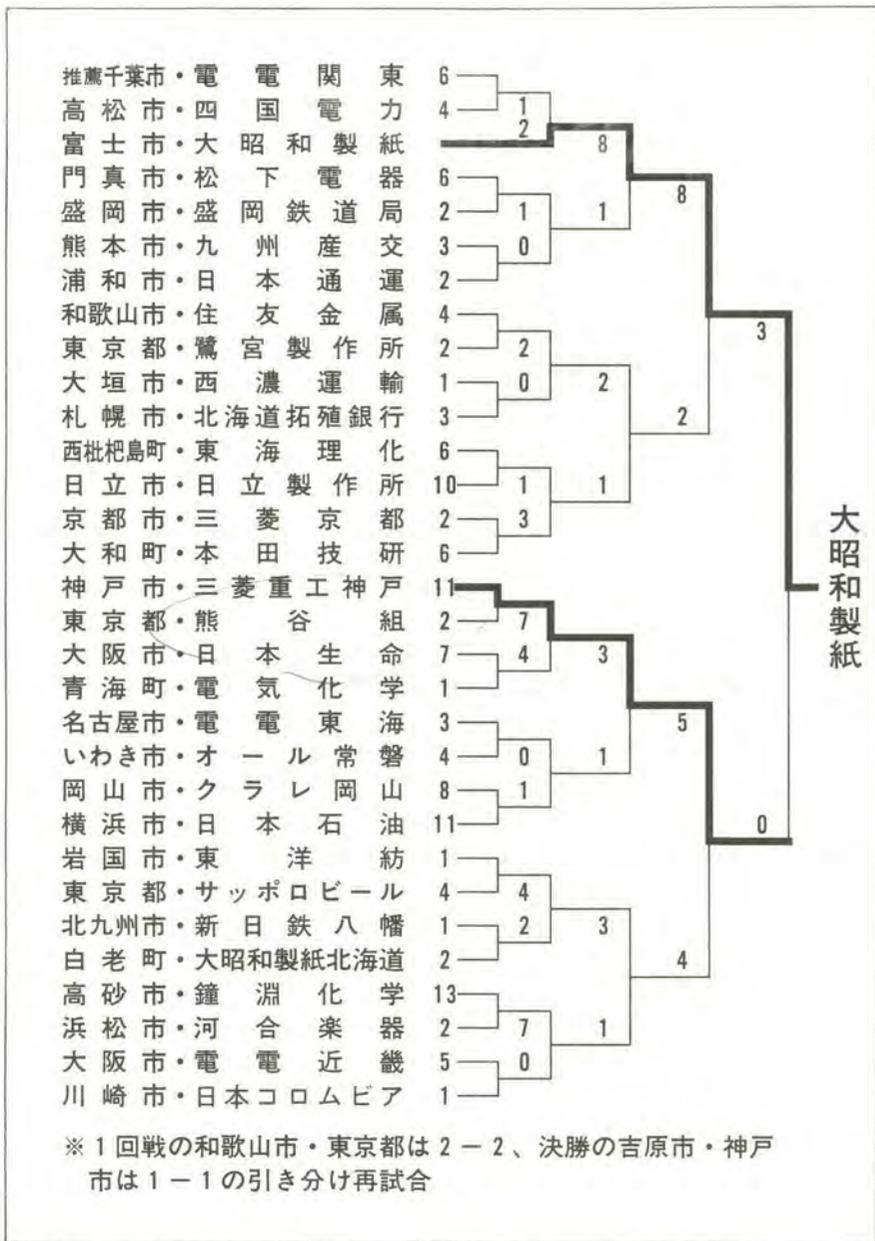 推薦千葉市・電電関東 6
高松市・四国電力 4
富士市・大昭和製紙
門真市・松下電器 6
盛岡市・盛岡鉄道局 2
熊本市・九州産交 3
浦和市・日本通運 2
和歌山市・住友金属 4
東京都・鷺宮製作所 2
大垣市・西濃運輸 1
札幌市・北海道拓殖銀行 3
西枇杷島町・東海理化 6
日立市・日立製作所 10
京都市・三菱京都 2
大和町・本田技研 6
神戸市・三菱重工神戸 11
東京都・熊谷組 2
大阪市・日本生命 7
青海町・電気化学 1
名古屋市・電電東海 3
いわき市・オール常磐 4
岡山市・クラレ岡山 8
横浜市・日本石油 11
岩国市・東洋紡 1
東京都・サッポロビール 4
北九州市・新日鉄八幡 1
白老町・大昭和製紙北海道 2
高砂市・鐘淵化学 13
浜松市・河合楽器 2
大阪市・電電近畿 5
川崎市・日本コロムビア 1
1
2
1
0
2
0
1
3
7
4
0
1
4
2
7
0
8
1
2
1
3
1
3
1
8
2
5
4
3
0
大昭和製紙
※1回戦の和歌山市・東京都は2－2、決勝の吉原市・神戸
市は1－1の引き分け再試合